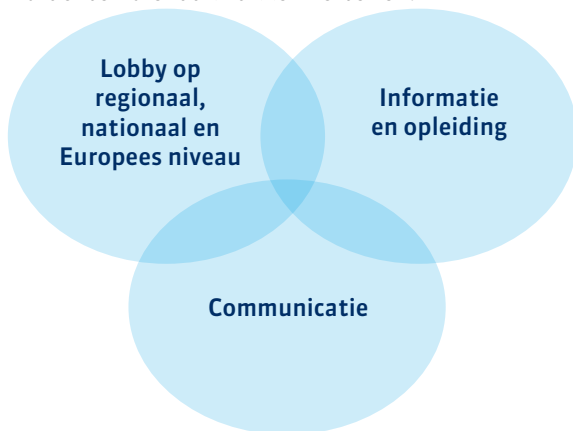 Lobby op
regionaal,
nationaal en
Europees niveau
Informatie
en opleiding
Communicatie